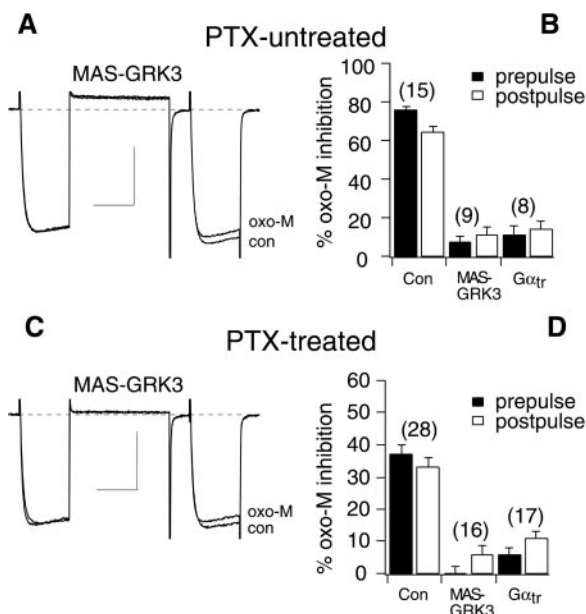 A
PTX-untreated
B
MAS-GRK3
oxo-M
con
% oxo-M inhibition
100
80
60
40
20
0
prepulse
postpulse
(15)
(9)
(8)
Con
MAS-
GRK3
Gαtr
C
PTX-treated
D
MAS-GRK3
oxo-M
con
% oxo-M inhibition
60
50
40
30
20
10
0
prepulse
postpulse
(28)
(16)
(17)
Con
MAS-
GRK3
Gαtr